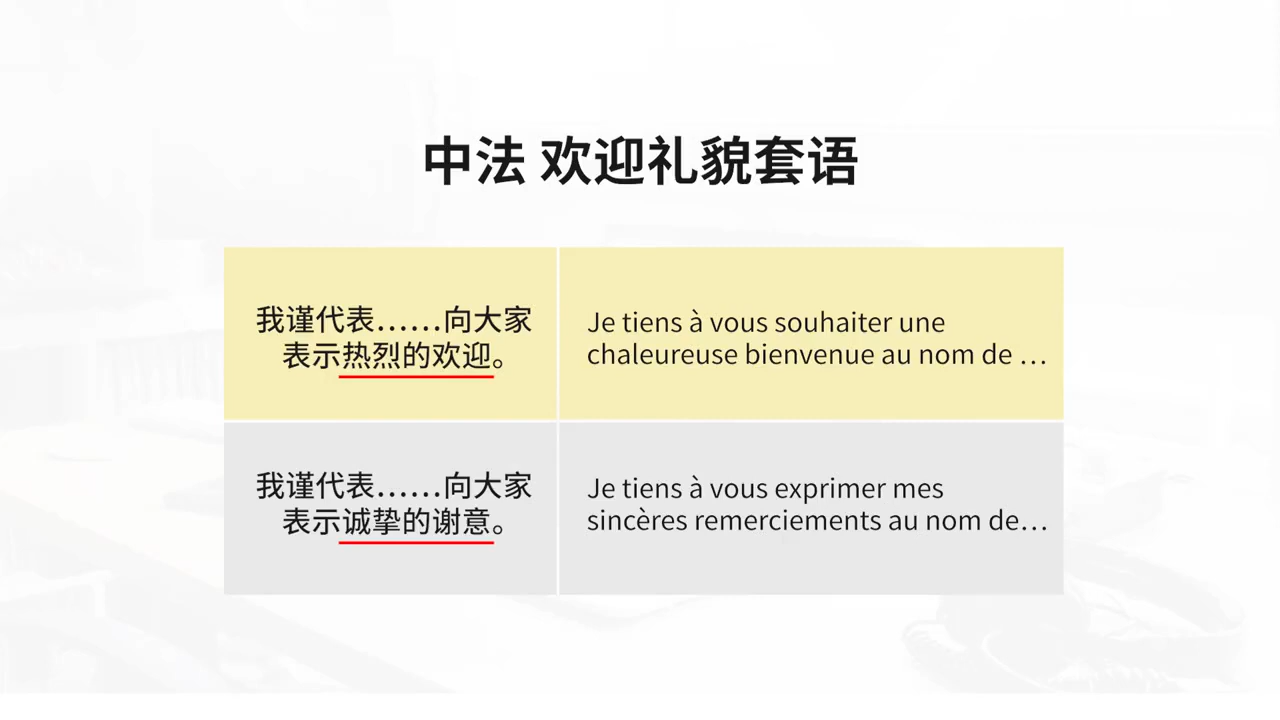 中法 欢迎礼貌套语
我谨代表……向大家
表示热烈的欢迎。
Je tiens à vous souhaiter une
chaleureuse bienvenue au nom de …
我谨代表……向大家
表示诚挚的谢意。
Je tiens à vous exprimer mes
sincères remerciements au nom de…